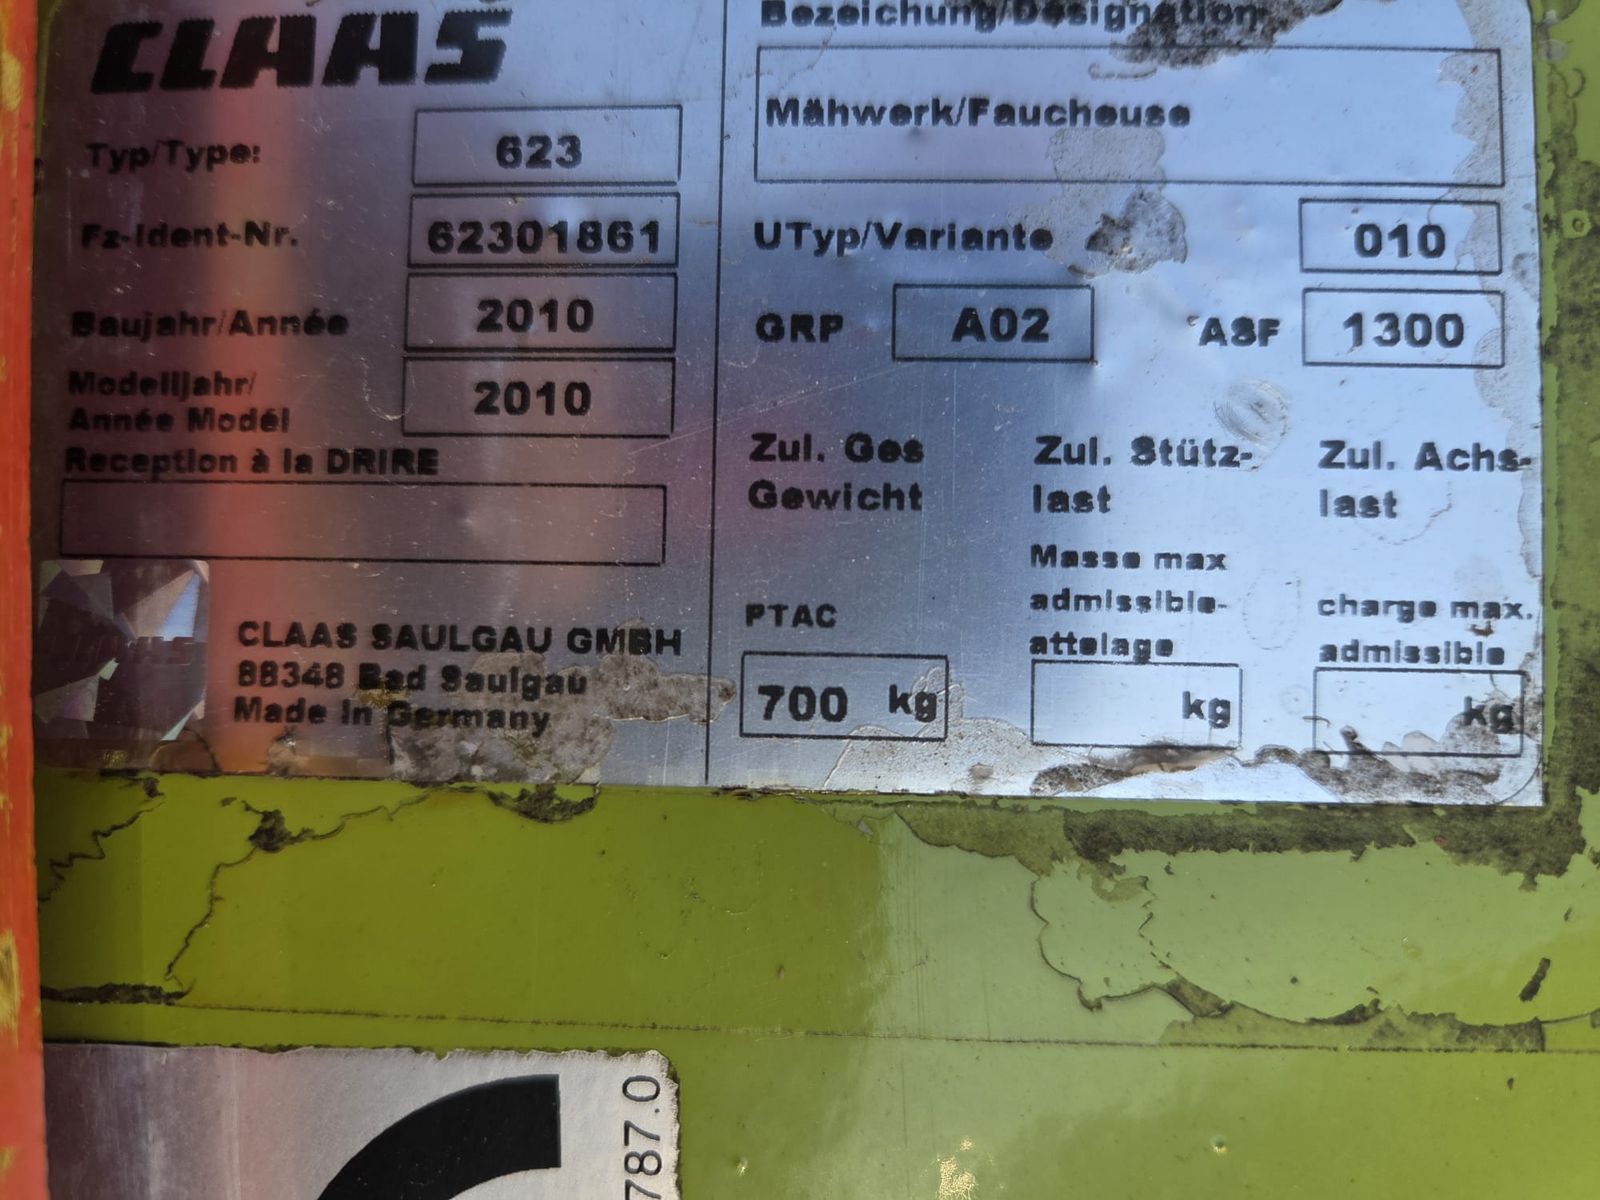 CLAAS
Typ/Type: 623
Fz-Ident-Nr. 62301861
Baujahr/Année 2010
Modelljahr/
Année Modél 2010
Reception à la DRIRE
CLAAS SAULGAU GMBH
88348 Bad Saulgau
Made in Germany
Bezeichung/Designation
Mähwerk/Faucheuse
UTyp/Variante 010
GRP A02 ASF 1300
Zul. Ges
Gewicht
PTAC
700 kg
Zul. Stütz-
last
Masse max
admissible-
attelage
kg
Zul. Achs-
last
charge max.
admissible
kg
787.0